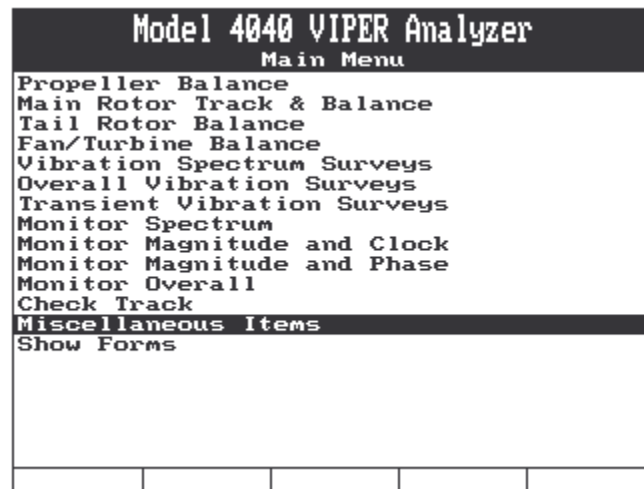 Model 4040 VIPER Analyzer
Main Menu
Propeller Balance
Main Rotor Track & Balance
Tail Rotor Balance
Fan/Turbine Balance
Vibration Spectrum Surveys
Overall Vibration Surveys
Transient Vibration Surveys
Monitor Spectrum
Monitor Magnitude and Clock
Monitor Magnitude and Phase
Monitor Overall
Check Track
Miscellaneous Items
Show Forms